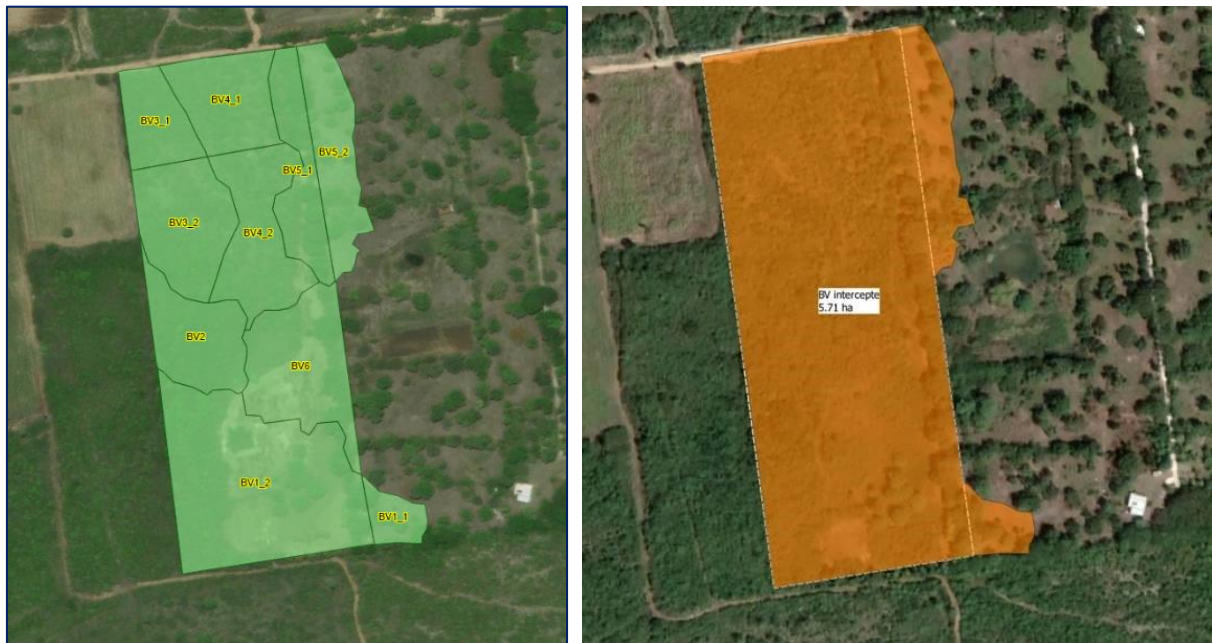 BV4_1
BV3_1
BV5_2
BV5_1
BV3_2
BV4_2
BV2
BV6
BV1_2
BV1_1
BV intercepte
5.71 ha